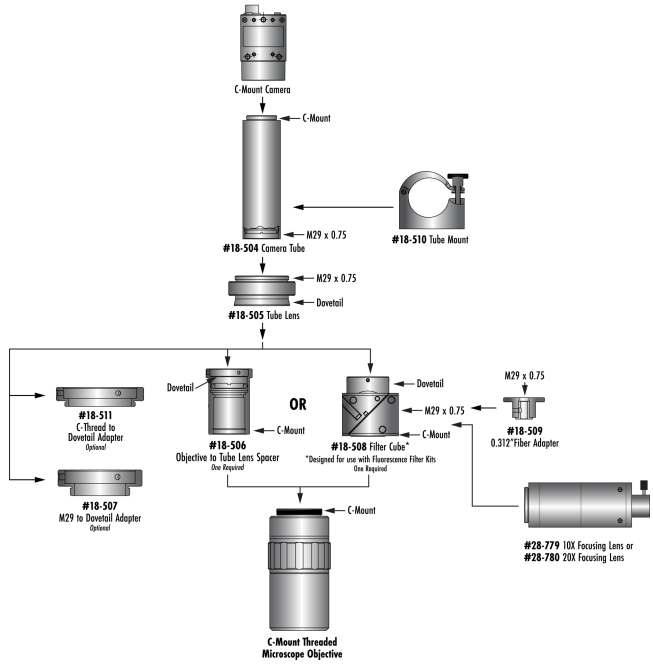 C-Mount Camera
C-Mount
M29 x 0.75
#18-504 Camera Tube
#18-510 Tube Mount
M29 x 0.75
Dovetail
#18-505 Tube Lens
#18-511
C-Thread to
Dovetail Adapter
Optional
#18-507
M29 to Dovetail Adapter
Optional
Dovetail
C-Mount
#18-506
Objective to Tube Lens Spacer
One Required
OR
Dovetail
M29 x 0.75
C-Mount
#18-508 Filter Cube*
*Designed for use with Fluorescence Filter Kits
One Required
M29 x 0.75
#18-509
0.312"Fiber Adapter
#28-779 10X Focusing Lens or
#28-780 20X Focusing Lens
C-Mount
C-Mount Threaded
Microscope Objective